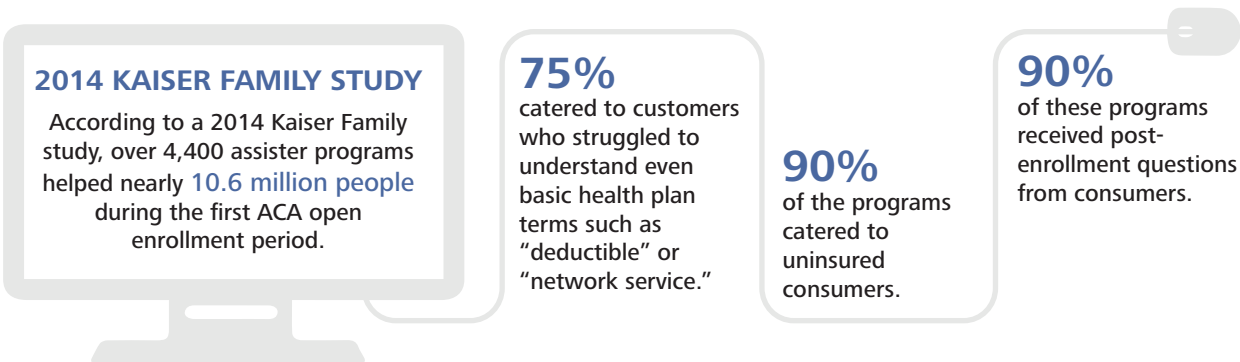 2014 KAISER FAMILY STUDY
According to a 2014 Kaiser Family
study, over 4,400 assister programs
helped nearly 10.6 million people
during the first ACA open
enrollment period.
75%
catered to customers
who struggled to
understand even
basic health plan
terms such as
“deductible” or
“network service.”
90%
of the programs
catered to
uninsured
consumers.
90%
of these programs
received post-
enrollment questions
from consumers.